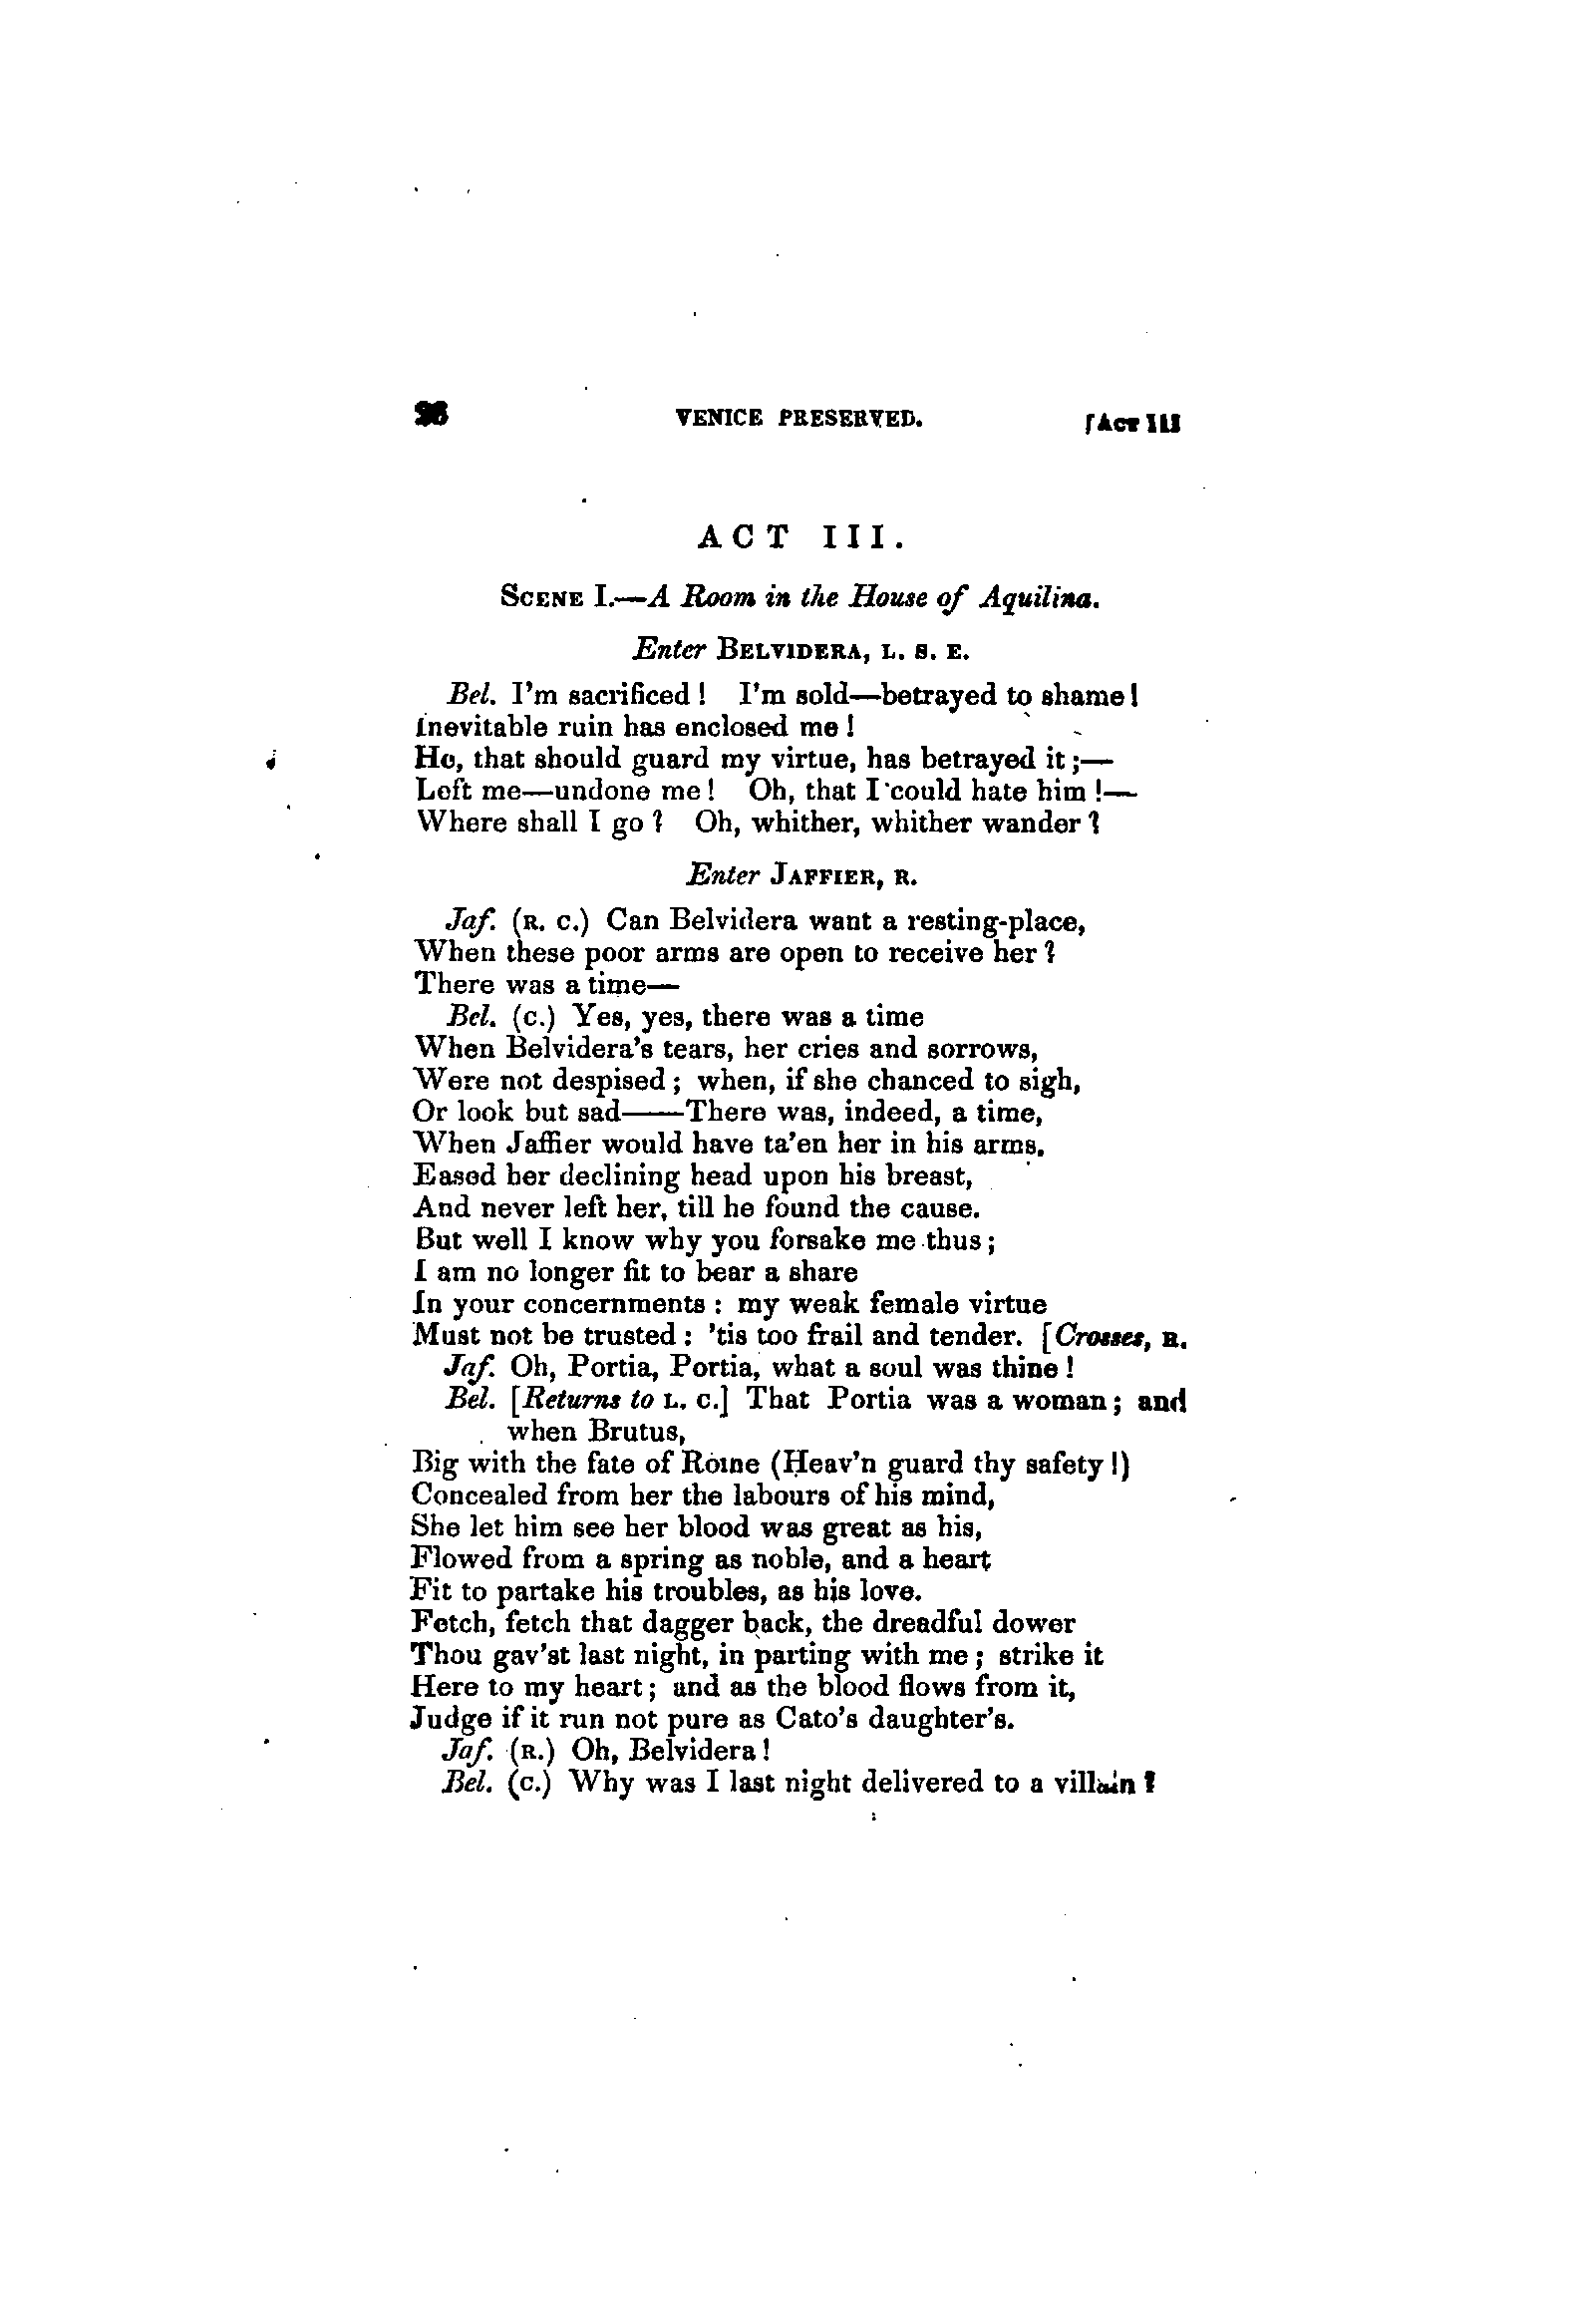 26 VENICE PRESERVED. [ACT III
ACT III.
SCENE I.—A Room in the House of Aquilina.
Enter BELVIDERA, L. S. E.
Bel. I'm sacrificed! I'm sold—betrayed to shame!
Inevitable ruin has enclosed me!
He, that should guard my virtue, has betrayed it;—
Left me—undone me! Oh, that I could hate him!—
Where shall I go? Oh, whither, whither wander?
Enter JAFFIER, R.
Jaf. (R. C.) Can Belvidera want a resting-place,
When these poor arms are open to receive her?
There was a time—
Bel. (C.) Yes, yes, there was a time
When Belvidera's tears, her cries and sorrows,
Were not despised; when, if she chanced to sigh,
Or look but sad——There was, indeed, a time,
When Jaffier would have ta'en her in his arms,
Eased her declining head upon his breast,
And never left her, till he found the cause.
But well I know why you forsake me thus;
I am no longer fit to bear a share
In your concernments: my weak female virtue
Must not be trusted: 'tis too frail and tender. [Crosses, R.
Jaf. Oh, Portia, Portia, what a soul was thine!
Bel. [Returns to L. C.] That Portia was a woman; and
when Brutus,
Big with the fate of Rome (Heav'n guard thy safety!)
Concealed from her the labours of his mind,
She let him see her blood was great as his,
Flowed from a spring as noble, and a heart
Fit to partake his troubles, as his love.
Fetch, fetch that dagger back, the dreadful dower
Thou gav'st last night, in parting with me; strike it
Here to my heart; and as the blood flows from it,
Judge if it run not pure as Cato's daughter's.
Jaf. (R.) Oh, Belvidera!
Bel. (C.) Why was I last night delivered to a villain?